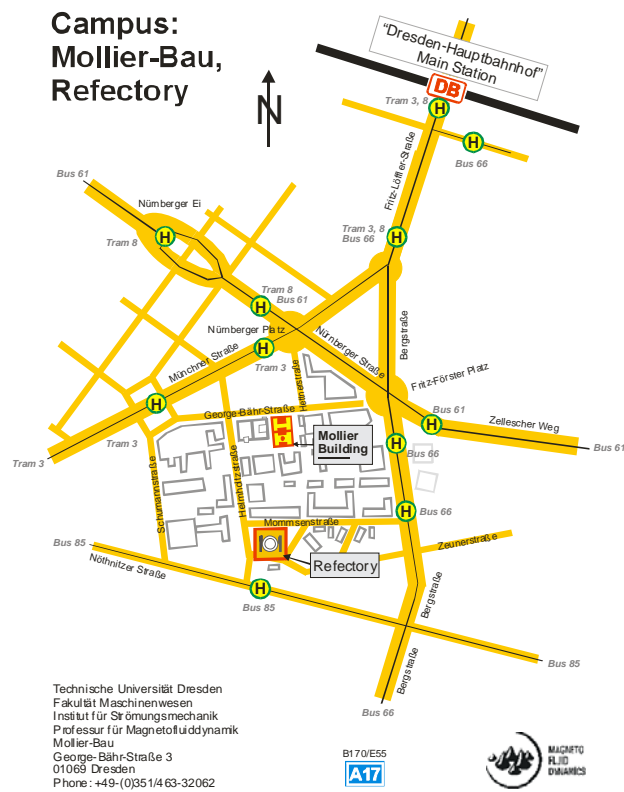 Campus:
Mollier-Bau,
Refectory
"Dresden-Hauptbahnhof"
Main Station
DB
N
Tram 3, 8
H
H
Bus 66
Fritz-Löffler-Straße
Bus 61
Nürnberger Ei
H
Tram 8
Tram 3, 8
Bus 66
H
Tram 8
Bus 61
H
Nürnberger Platz
Nürnberger Straße
Bergstraße
Münchner Straße
H
Tram 3
Helmholtzstraße
Fritz-Förster Platz
H
George-Bähr-Straße
Bus 61
H
Zellescher Weg
Bus 61
Tram 3
Tram 3
Mollier
Building
H
Bus 66
Schumannstraße
Bus 66
H
Mommsenstraße
Zeunerstraße
Bus 85
Nöthnitzer Straße
Refectory
H
Bus 85
Bergstraße
Bus 85
Bergstraße
Bus 66
Technische Universität Dresden
Fakultät Maschinenwesen
Institut für Strömungsmechanik
Professur für Magnetofluiddynamik
Mollier-Bau
George-Bähr-Straße 3
01069 Dresden
Phone: +49-(0)351/463-32062
B170/E55
A17
MAGNETO
FLUID
DYNAMICS